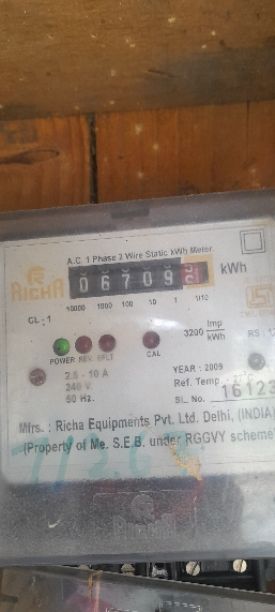 A.C. 1 Phase 2 Wire Static kWh Meter.
RICHA
06709 kWh
10000 1000 100 10 1 1/10
CL: 1
3200 Imp/kWh
RS:
POWER REV. EFLT CAL
2.5 - 10 A
240 V.
50 Hz.
YEAR : 2009
Ref. Temp
SL. No. 16123
Mfrs. : Richa Equipments Pvt. Ltd. Delhi, (INDIA)
(Property of Me. S.E.B. under RGGVY scheme)